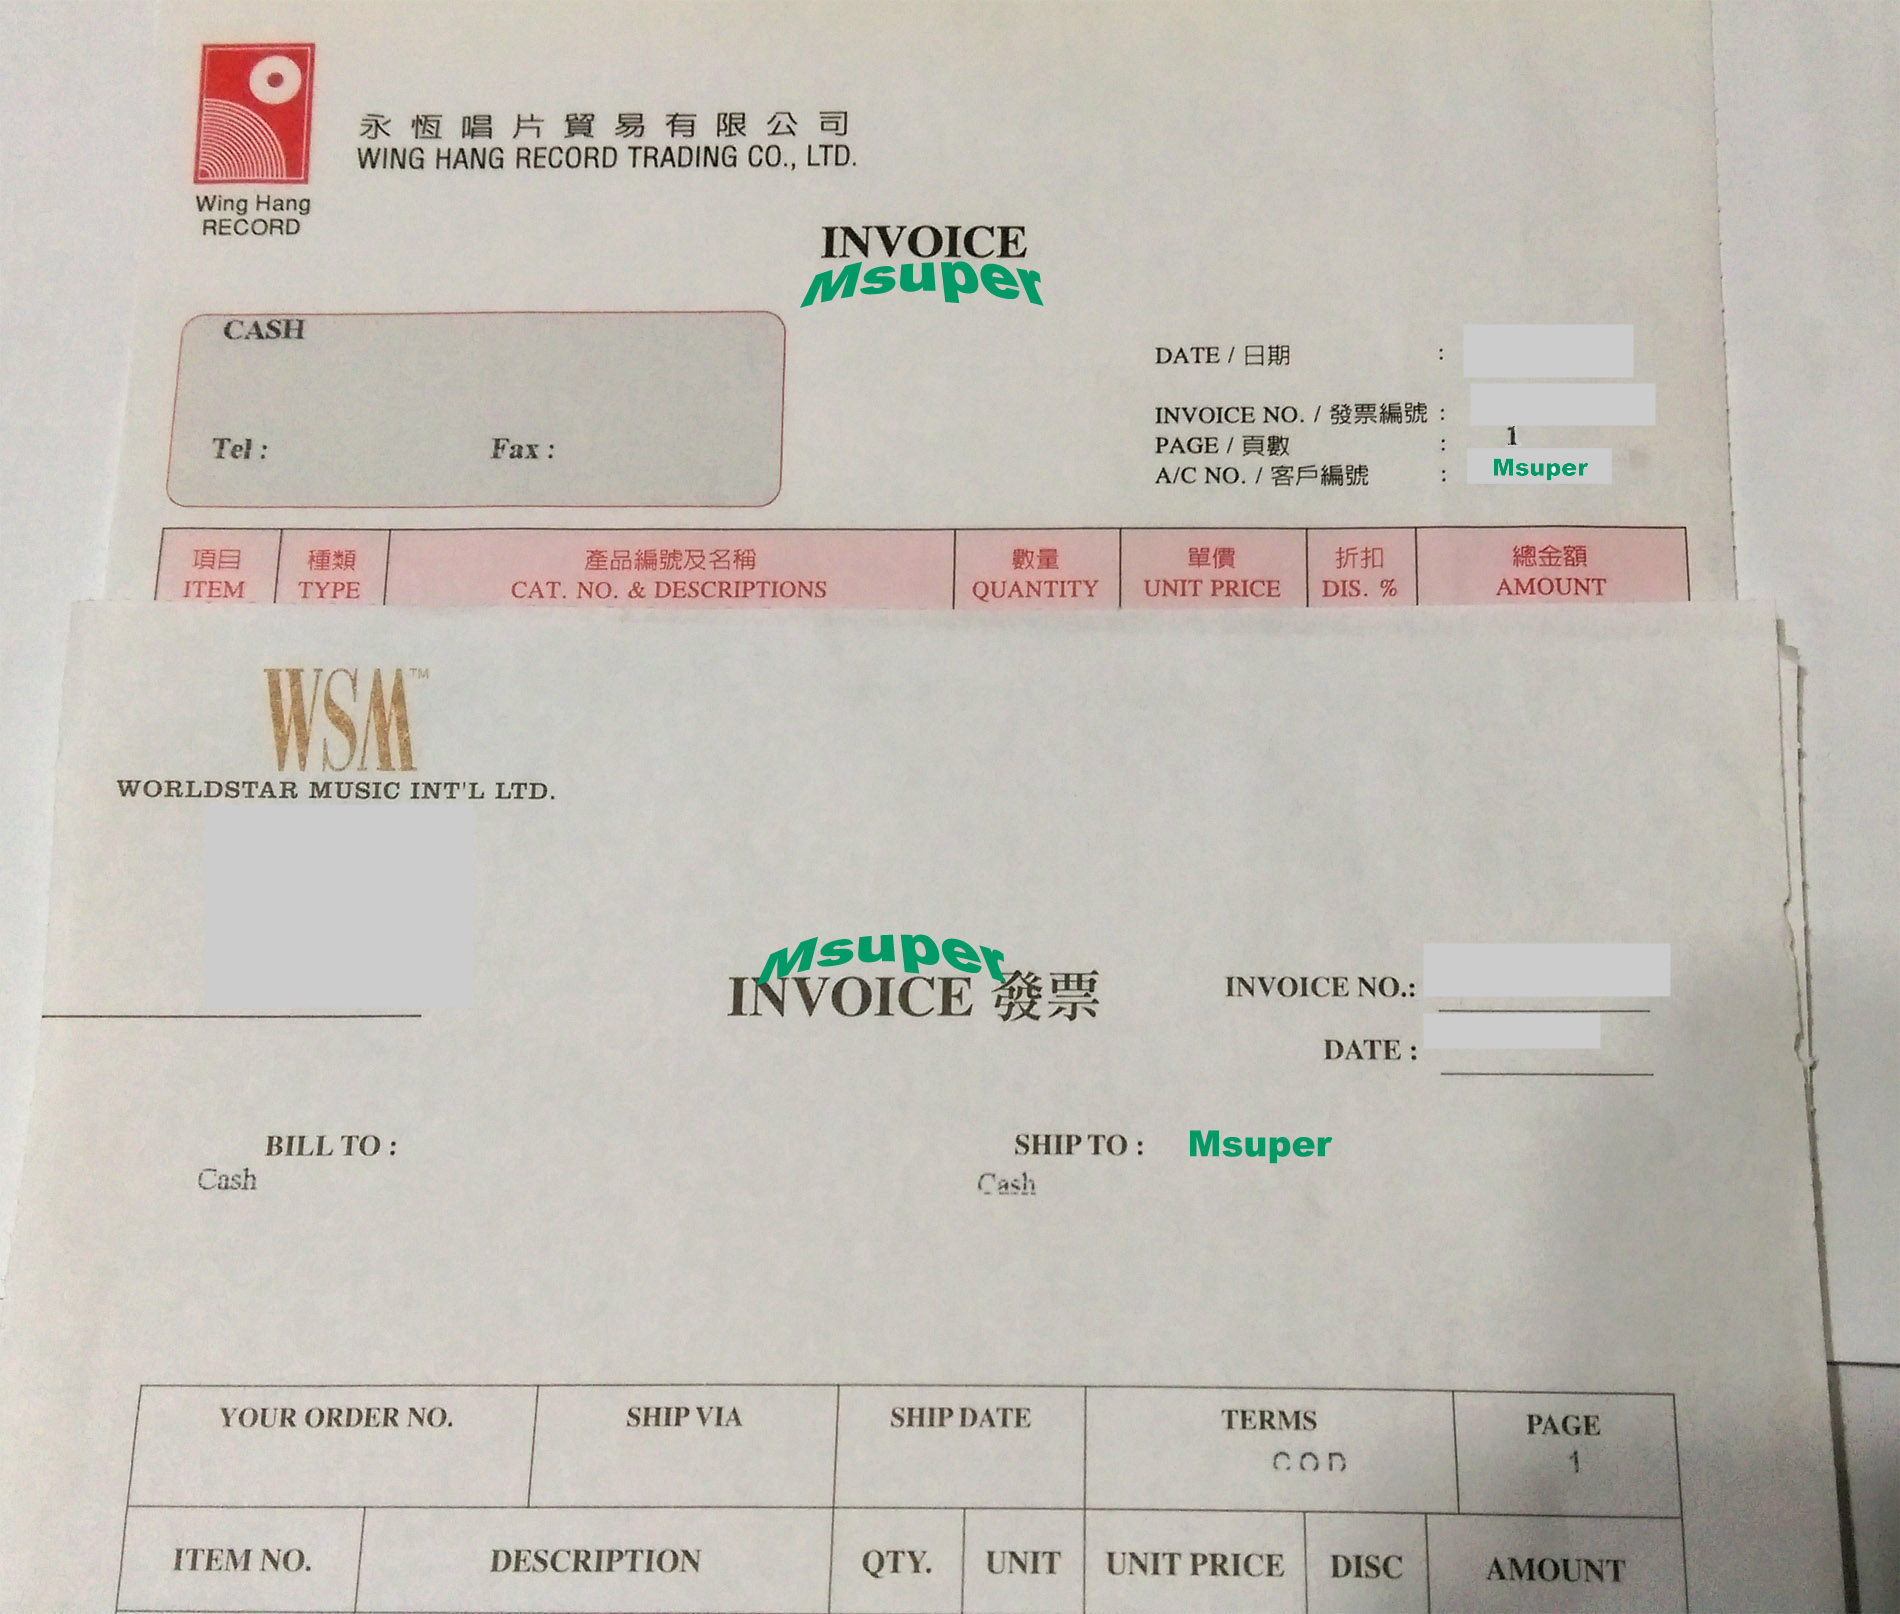 永恆唱片貿易有限公司
WING HANG RECORD TRADING CO., LTD.
Wing Hang
RECORD
INVOICE
Msuper
CASH
Tel :
Fax :
DATE / 日期 :
INVOICE NO. / 發票編號 :
PAGE / 頁數 : 1
A/C NO. / 客戶編號 : Msuper
項目 種類 產品編號及名稱 數量 單價 折扣 總金額
ITEM TYPE CAT. NO. & DESCRIPTIONS QUANTITY UNIT PRICE DIS. % AMOUNT
WSM™
WORLDSTAR MUSIC INT'L LTD.
Msuper
INVOICE 發票
INVOICE NO.:
DATE :
BILL TO :
Cash
SHIP TO : Msuper
Cash
YOUR ORDER NO. SHIP VIA SHIP DATE TERMS PAGE
COD 1
ITEM NO. DESCRIPTION QTY. UNIT UNIT PRICE DISC AMOUNT